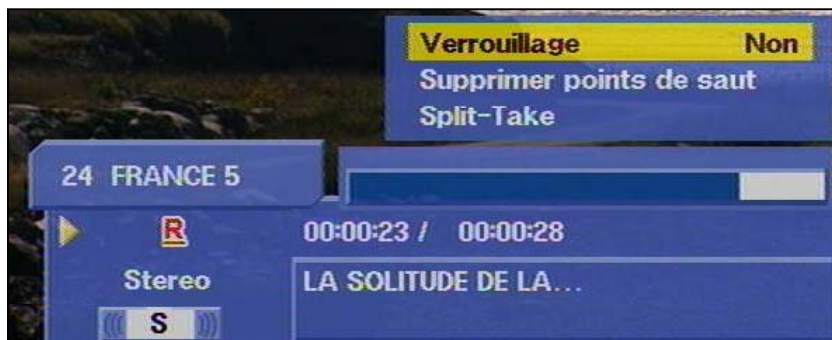 Verrouillage Non
Supprimer points de saut
Split-Take
24 FRANCE 5
R
00:00:23 / 00:00:28
Stereo
LA SOLITUDE DE LA...
S